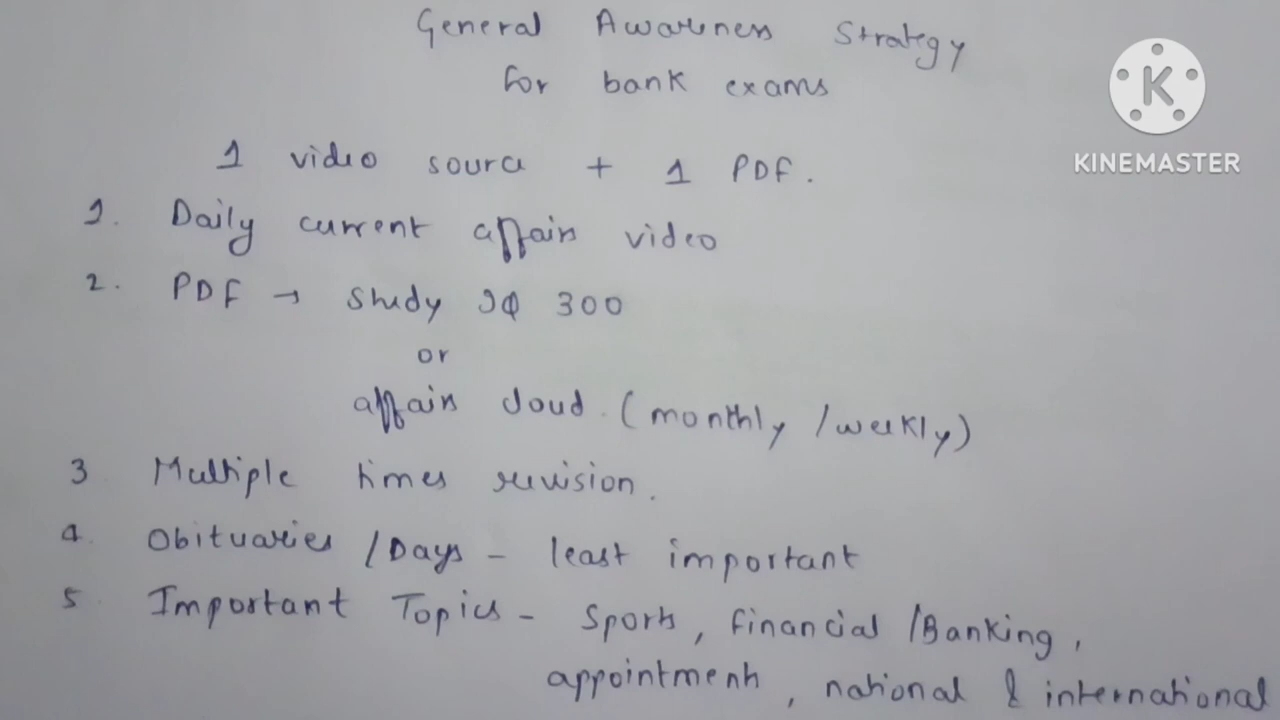 General Awareness Strategy
for bank exams
K
KINEMASTER
1 video source + 1 PDF.
1. Daily current affairs video
2. PDF → Study IQ 300
or
affairs cloud. (monthly /weekly)
3 Multiple times revision.
4. Obituaries /Days - least important
5 Important Topics - Sports, financial /Banking,
appointments, national & international